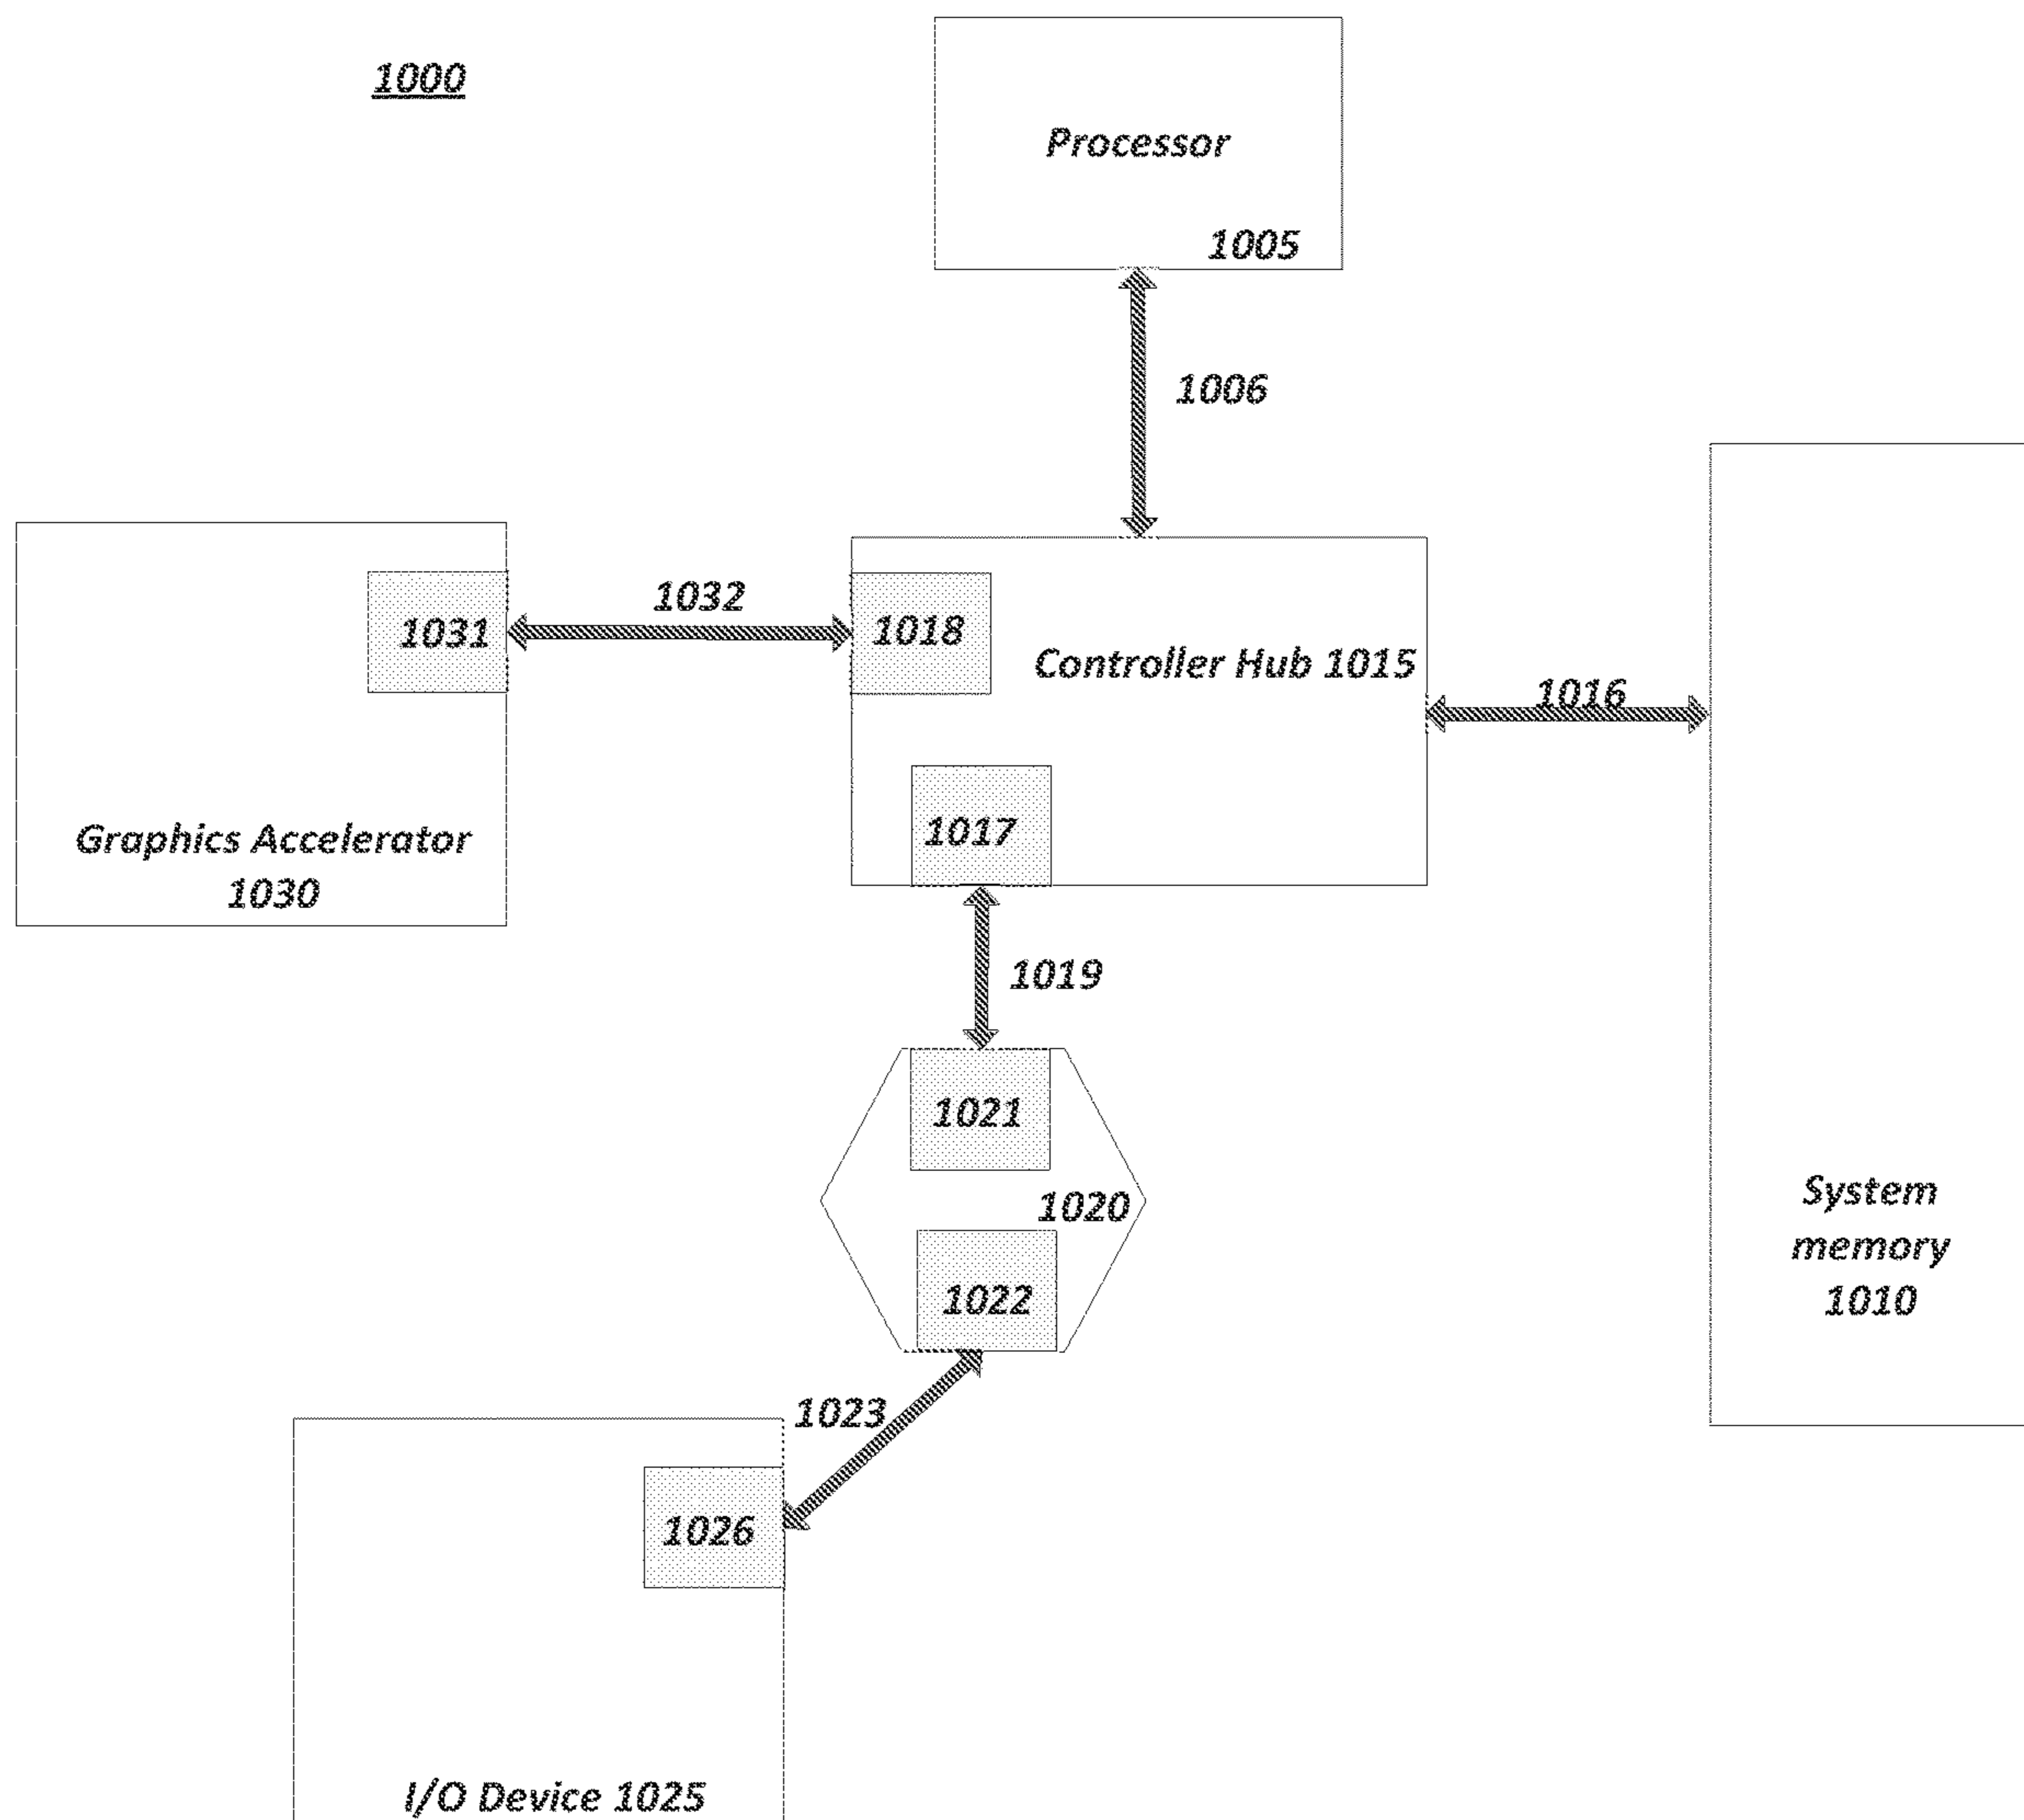 1000
Processor
1005
1006
1032
1031
1018
Controller Hub 1015
1016
1017
Graphics Accelerator
1030
1019
1021
1020
System
memory
1010
1022
1023
1026
I/O Device 1025